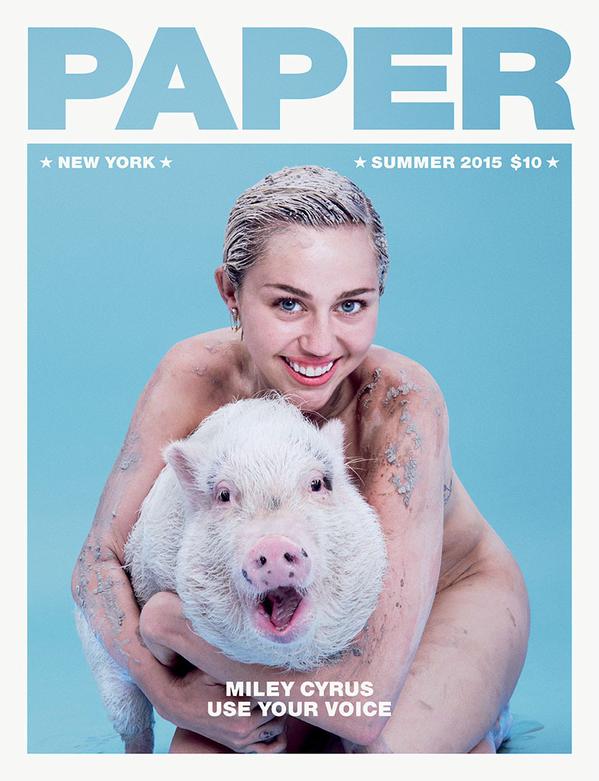 PAPER
★ NEW YORK ★
★ SUMMER 2015 $10 ★
MILEY CYRUS
USE YOUR VOICE